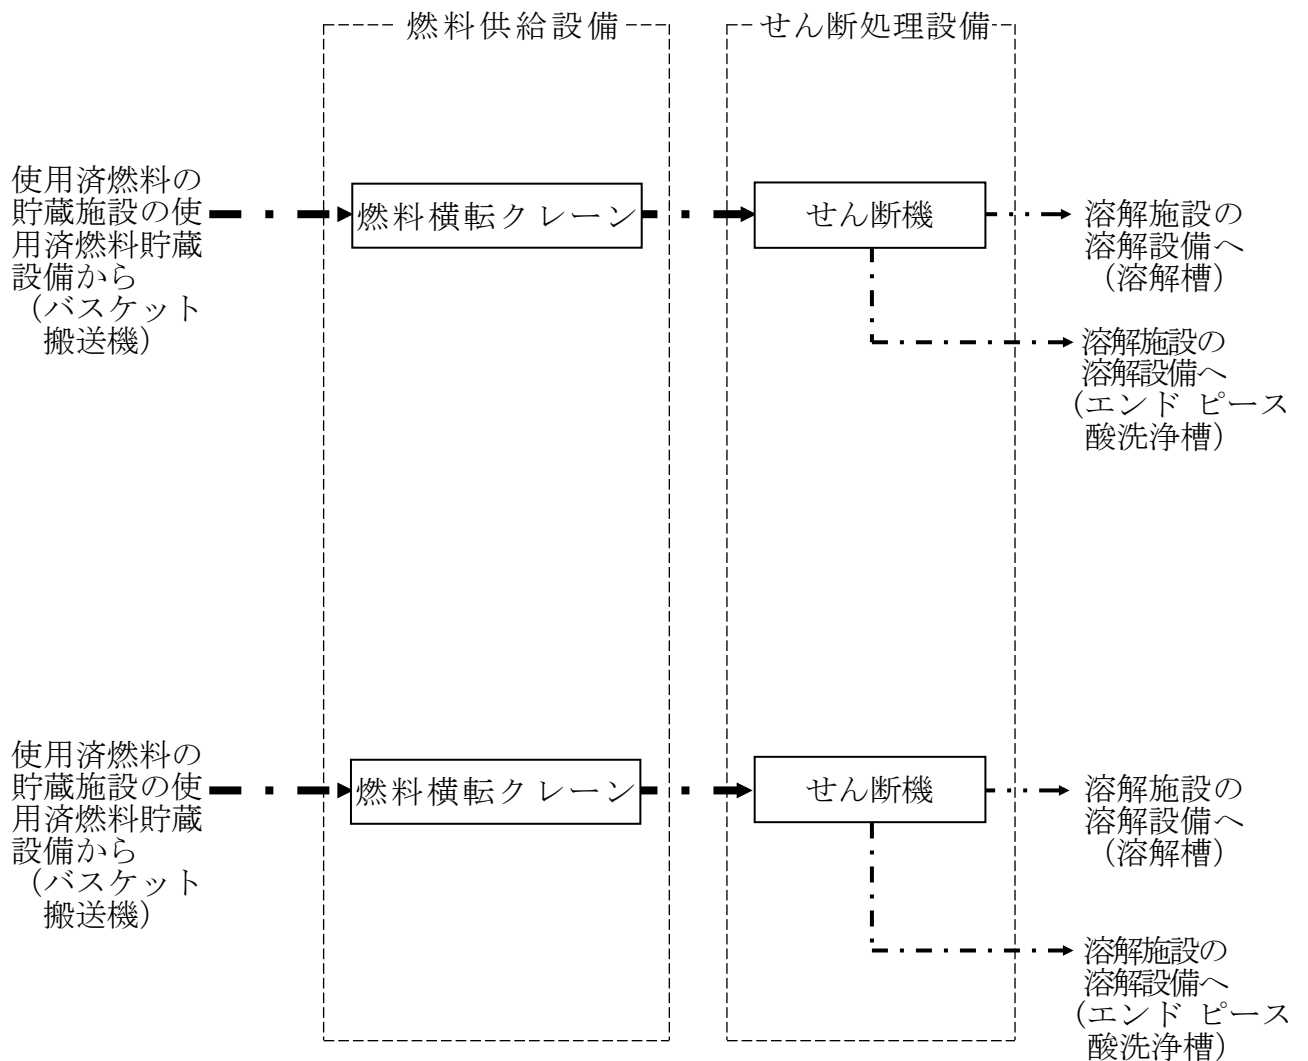 燃料供給設備
せん断処理設備
使用済燃料の
貯蔵施設の使
用済燃料貯蔵
設備から
（バスケット
搬送機）
燃料横転クレーン
せん断機
溶解施設の
溶解設備へ
（溶解槽）
溶解施設の
溶解設備へ
（エンド ピース
酸洗浄槽）
使用済燃料の
貯蔵施設の使
用済燃料貯蔵
設備から
（バスケット
搬送機）
燃料横転クレーン
せん断機
溶解施設の
溶解設備へ
（溶解槽）
溶解施設の
溶解設備へ
（エンド ピース
酸洗浄槽）